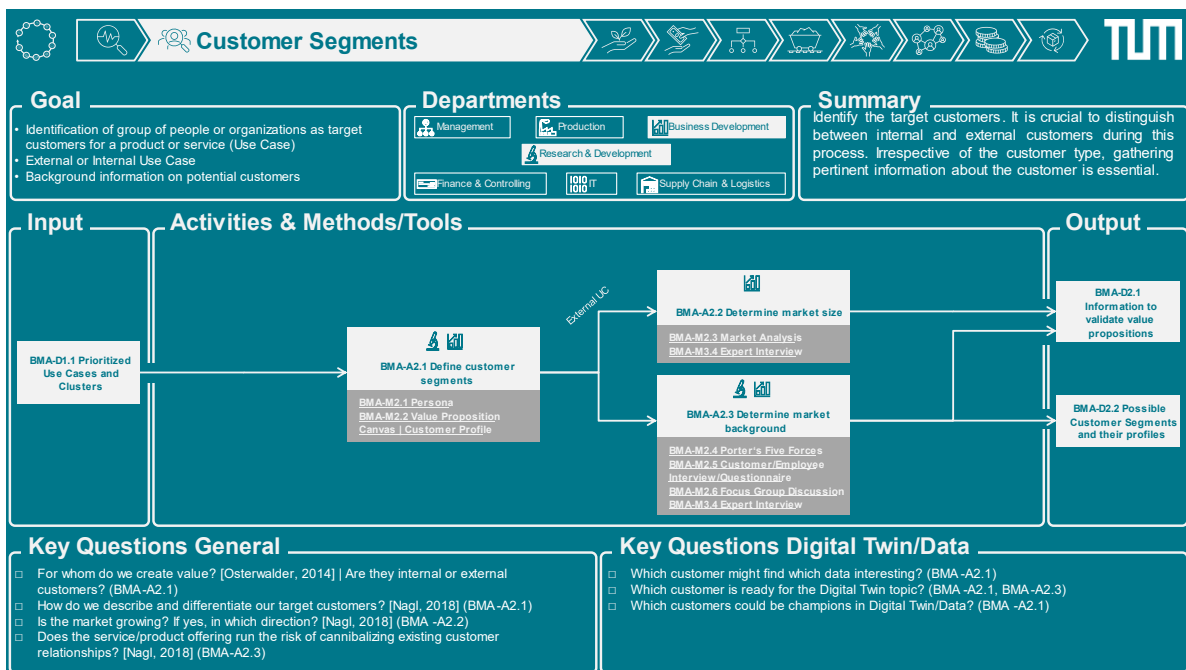 Customer Segments
TUM
Goal
• Identification of group of people or organizations as target
customers for a product or service (Use Case)
• External or Internal Use Case
• Background information on potential customers
Departments
Management
Production
Business Development
Research & Development
Finance & Controlling
1010
1010
IT
Supply Chain & Logistics
Summary
Identify the target customers. It is crucial to distinguish
between internal and external customers during this
process. Irrespective of the customer type, gathering
pertinent information about the customer is essential.
Input
BMA-D1.1 Prioritized
Use Cases and
Clusters
Activities & Methods/Tools
BMA-A2.1 Define customer
segments
BMA-M2.1 Persona
BMA-M2.2 Value Proposition
Canvas | Customer Profile
External UC
BMA-A2.2 Determine market size
BMA-M2.3 Market Analysis
BMA-M3.4 Expert Interview
BMA-A2.3 Determine market
background
BMA-M2.4 Porter's Five Forces
BMA-M2.5 Customer/Employee
Interview/Questionnaire
BMA-M2.6 Focus Group Discussion
BMA-M3.4 Expert Interview
Output
BMA-D2.1
Information to
validate value
propositions
BMA-D2.2 Possible
Customer Segments
and their profiles
Key Questions General
□ For whom do we create value? [Osterwalder, 2014] | Are they internal or external
customers? (BMA-A2.1)
□ How do we describe and differentiate our target customers? [Nagl, 2018] (BMA-A2.1)
□ Is the market growing? If yes, in which direction? [Nagl, 2018] (BMA-A2.2)
□ Does the service/product offering run the risk of cannibalizing existing customer
relationships? [Nagl, 2018] (BMA-A2.3)
Key Questions Digital Twin/Data
□ Which customer might find which data interesting? (BMA-A2.1)
□ Which customer is ready for the Digital Twin topic? (BMA-A2.1, BMA-A2.3)
□ Which customers could be champions in Digital Twin/Data? (BMA-A2.1)